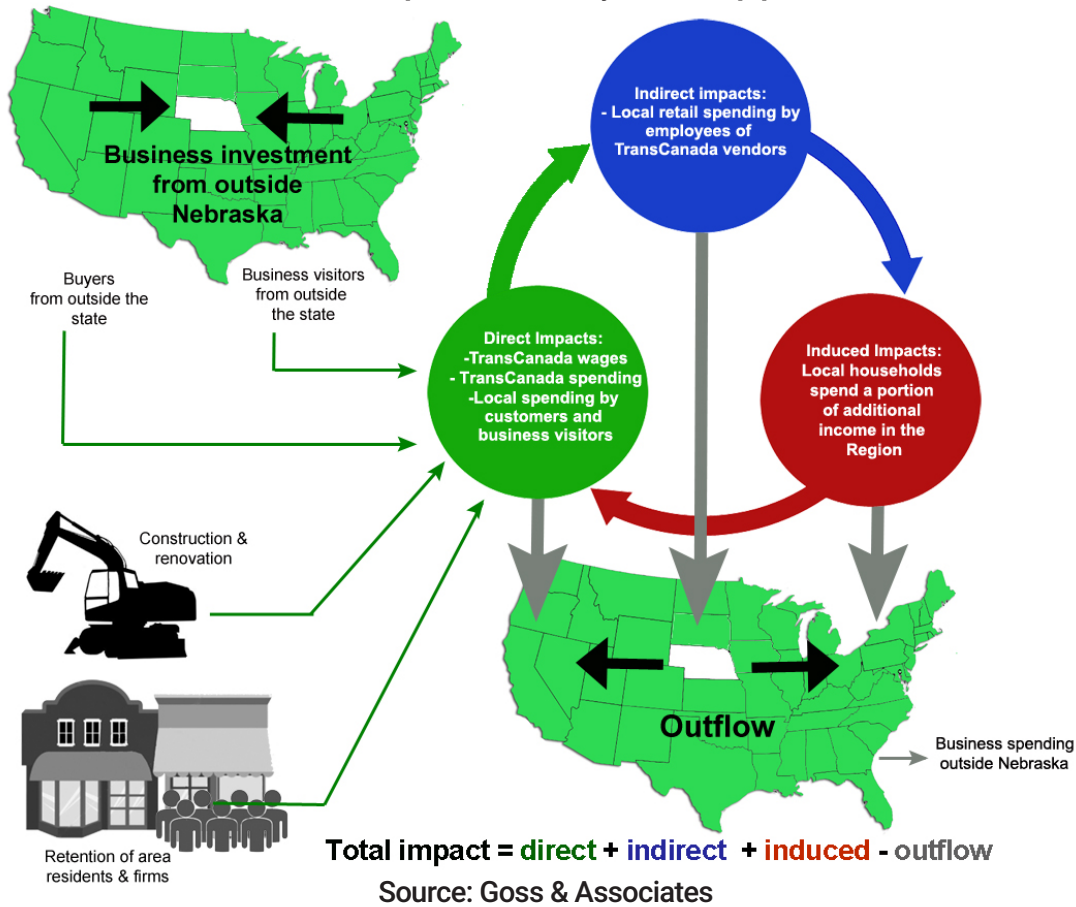 Business investment
from outside
Nebraska
Buyers
from outside the
state
Business visitors
from outside
the state
Indirect impacts:
- Local retail spending by
employees of
TransCanada vendors
Direct Impacts:
-TransCanada wages
- TransCanada spending
-Local spending by
customers and
business visitors
Induced Impacts:
Local households
spend a portion
of additional
income in the
Region
Construction &
renovation
Retention of area
residents & firms
Outflow
Business spending
outside Nebraska
Total impact = direct + indirect + induced - outflow
Source: Goss & Associates